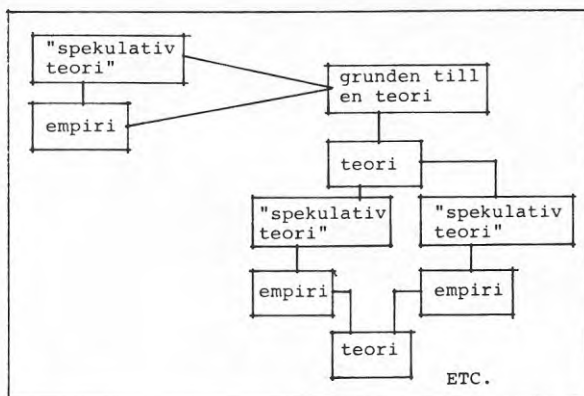 "spekulativ
teori"
empiri
grunden till
en teori
teori
"spekulativ
teori"
"spekulativ
teori"
empiri
empiri
teori
ETC.